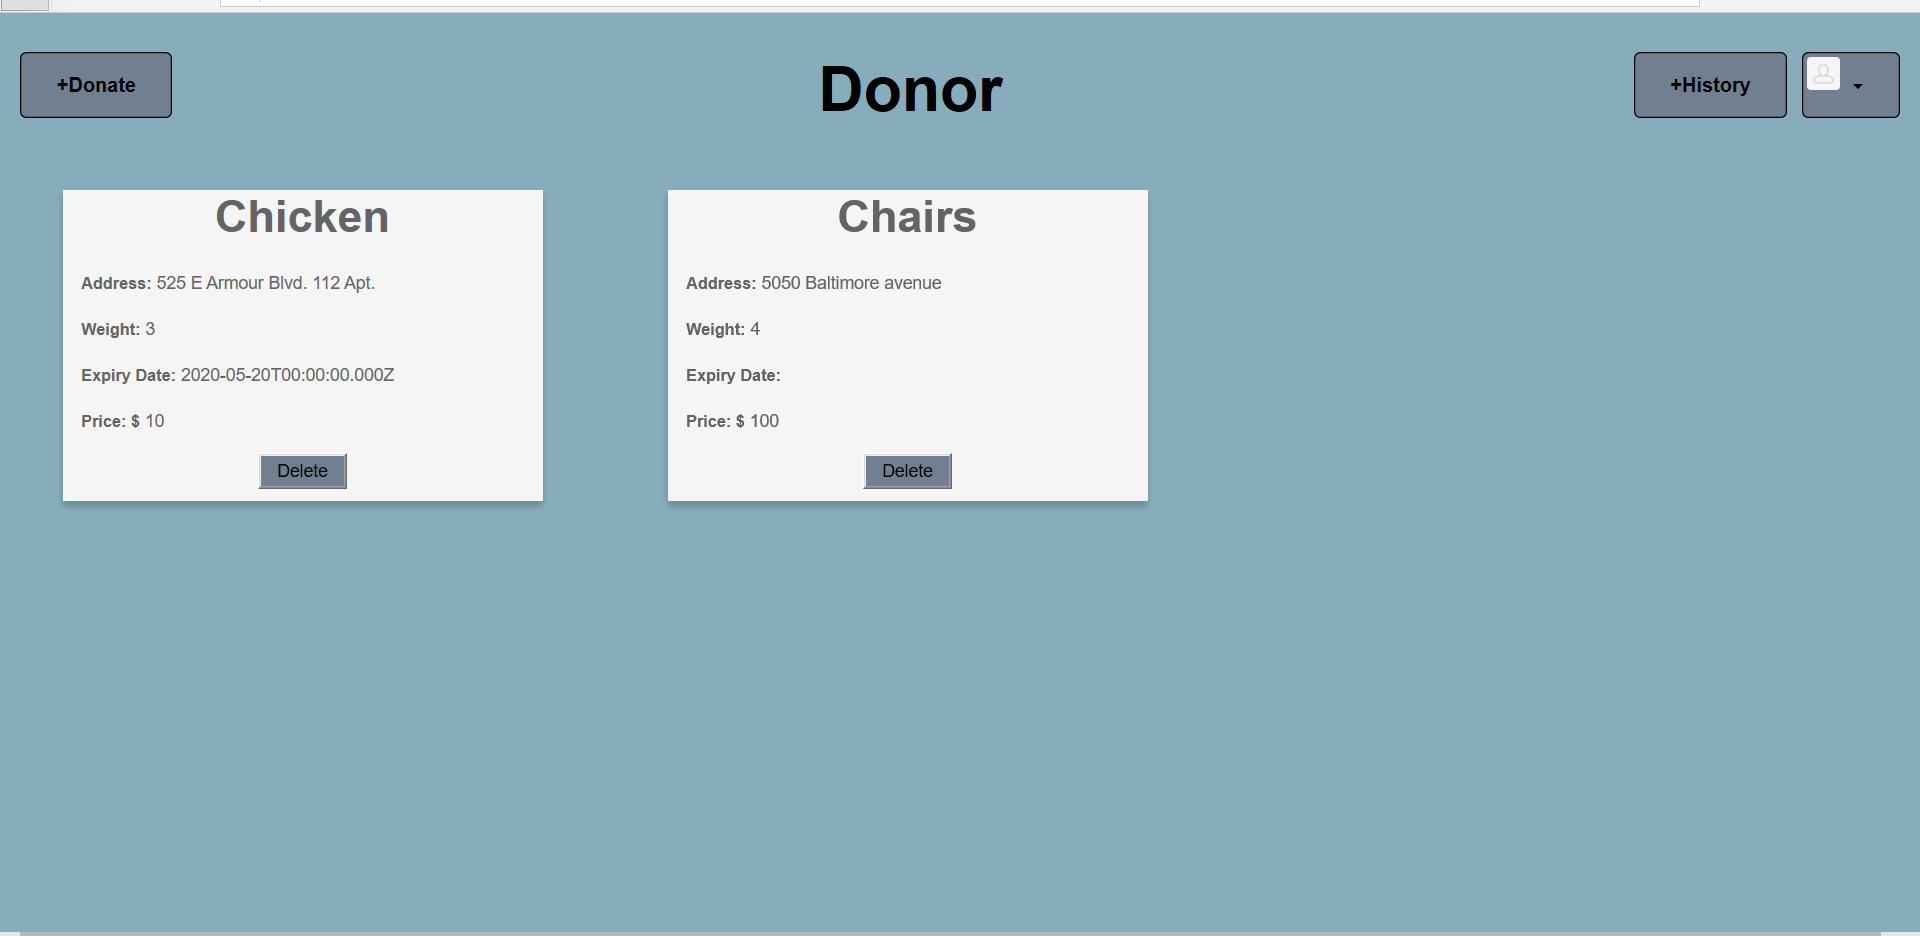 +Donate
Donor
+History
Chicken
Address: 525 E Armour Blvd. 112 Apt.
Weight: 3
Expiry Date: 2020-05-20T00:00:00.000Z
Price: $ 10
Delete
Chairs
Address: 5050 Baltimore avenue
Weight: 4
Expiry Date:
Price: $ 100
Delete